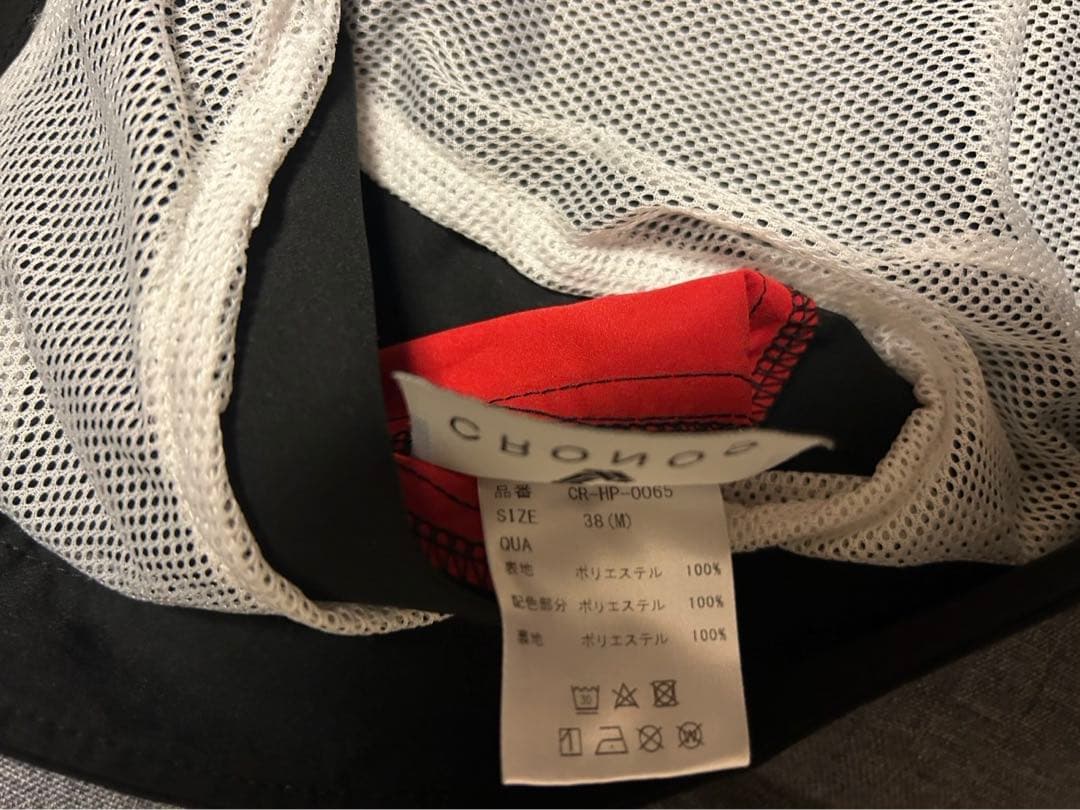 CRONOS
品番 CR-HP-0065
SIZE 38(M)
QUA
表地 ポリエステル 100%
配色部分 ポリエステル 100%
裏地 ポリエステル 100%
30
W